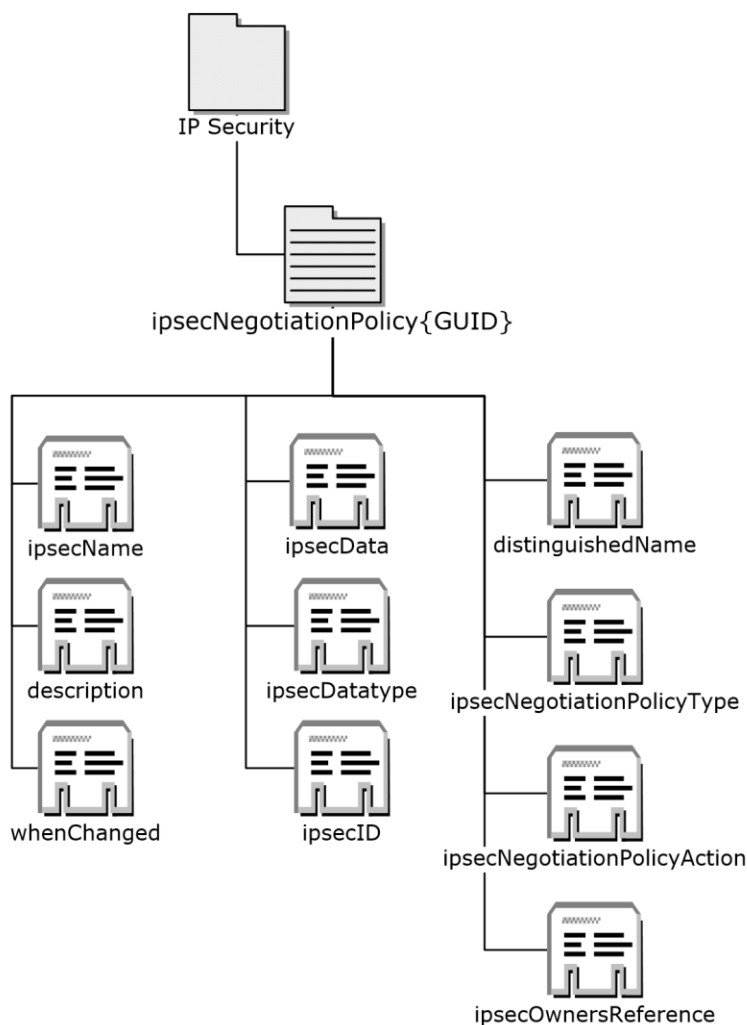 IP Security
ipsecNegotiationPolicy{GUID}
ipsecName
description
whenChanged
ipsecData
ipsecDatatype
ipsecID
distinguishedName
ipsecNegotiationPolicyType
ipsecNegotiationPolicyAction
ipsecOwnersReference